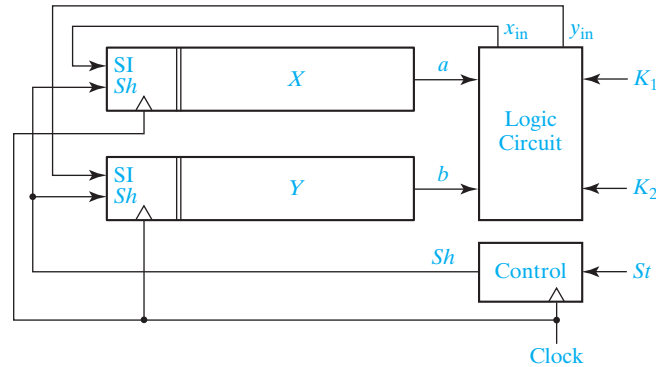 x_in y_in
SI
Sh
X
a
Logic
Circuit
K_1
SI
Sh
Y
b
K_2
Sh
Control
St
Clock